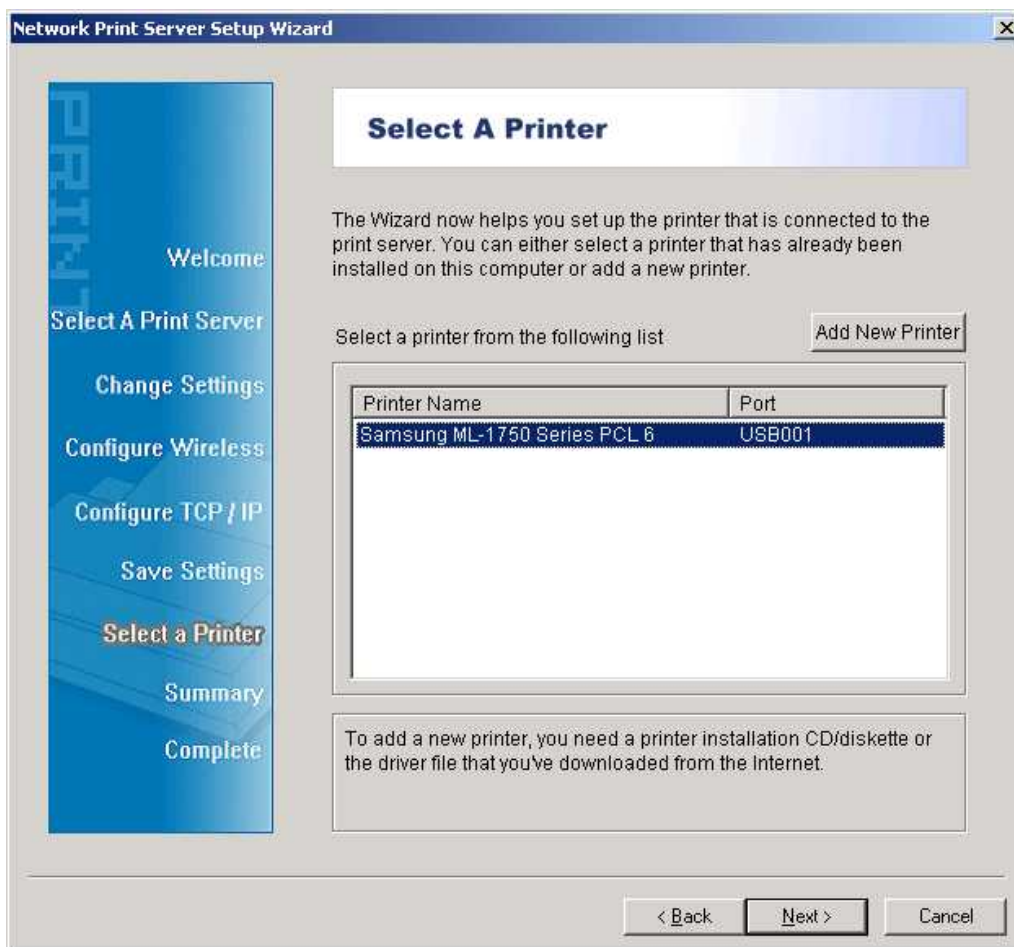 Network Print Server Setup Wizard
PRINT
Welcome
Select A Print Server
Change Settings
Configure Wireless
Configure TCP / IP
Save Settings
Select a Printer
Summary
Complete
Select A Printer
The Wizard now helps you set up the printer that is connected to the
print server. You can either select a printer that has already been
installed on this computer or add a new printer.
Select a printer from the following list
Add New Printer
Printer Name Port
Samsung ML-1750 Series PCL 6 USB001
To add a new printer, you need a printer installation CD/diskette or
the driver file that you've downloaded from the Internet.
< Back Next > Cancel